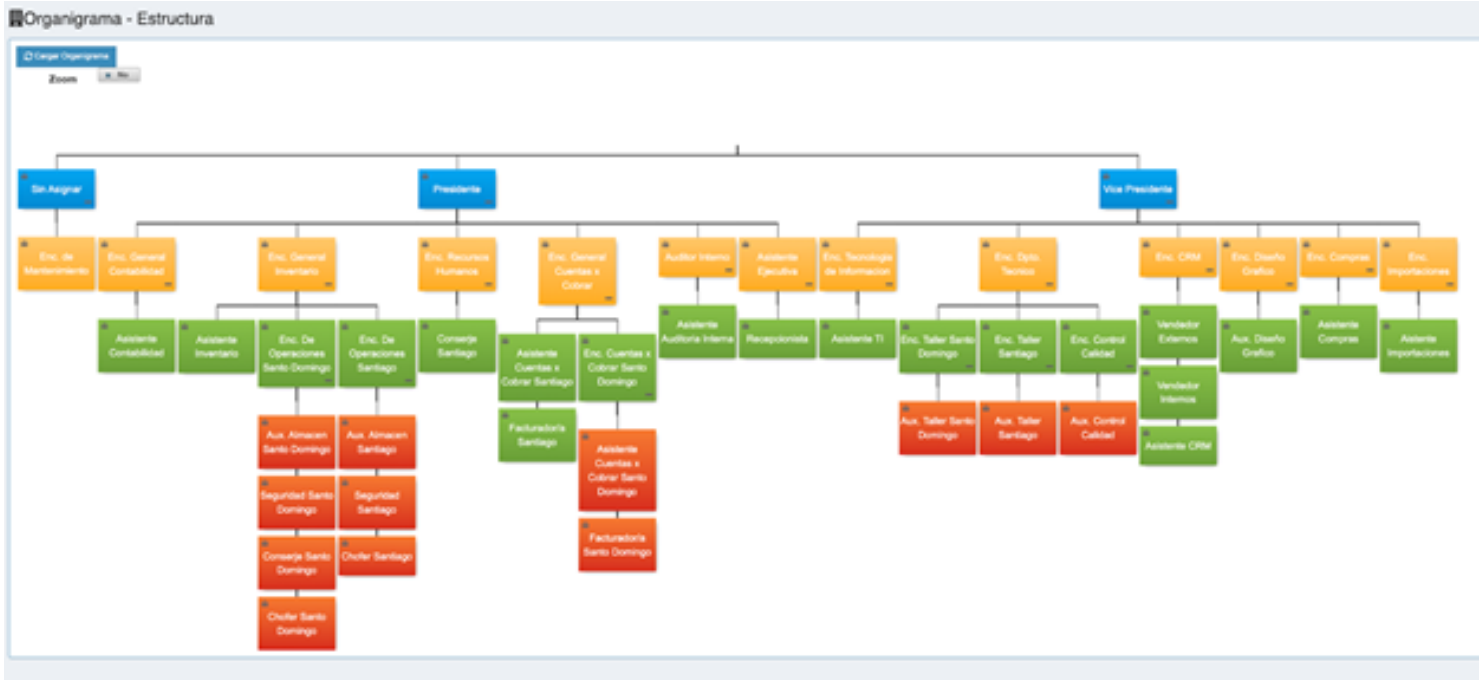 Organigrama - Estructura
Cargar Organigrama
Zoom
No
Sin Asignar
Presidente
Vice Presidente
Enc. de
Mantenimiento
Enc. General
Contabilidad
Enc. General
Inventario
Enc. Recursos
Humanos
Enc. General
Cuentas x
Cobrar
Auditor Interno
Asistente
Ejecutiva
Enc. Tecnologia
de Informacion
Enc. Dpto.
Tecnico
Enc. CRM
Enc. Diseño
Grafico
Enc. Compras
Enc.
Importaciones
Asistente
Contabilidad
Asistente
Inventario
Enc. De
Operaciones
Santo Domingo
Enc. De
Operaciones
Santiago
Conserje
Santiago
Asistente
Cuentas x
Cobrar Santiago
Enc. Cuentas x
Cobrar Santo
Domingo
Asistente
Auditoria Interna
Recepcionista
Asistente TI
Enc. Taller Santo
Domingo
Enc. Taller
Santiago
Enc. Control
Calidad
Vendedor
Externos
Aux. Diseño
Grafico
Asistente
Compras
Asistente
Importaciones
Vendedor
Internos
Asistente CRM
Facturador/a
Santiago
Aux. Almacen
Santo Domingo
Aux. Almacen
Santiago
Aux. Taller Santo
Domingo
Aux. Taller
Santiago
Aux. Control
Calidad
Asistente
Cuentas x
Cobrar Santo
Domingo
Seguridad Santo
Domingo
Seguridad
Santiago
Facturador/a
Santo Domingo
Conserje Santo
Domingo
Chofer Santiago
Chofer Santo
Domingo